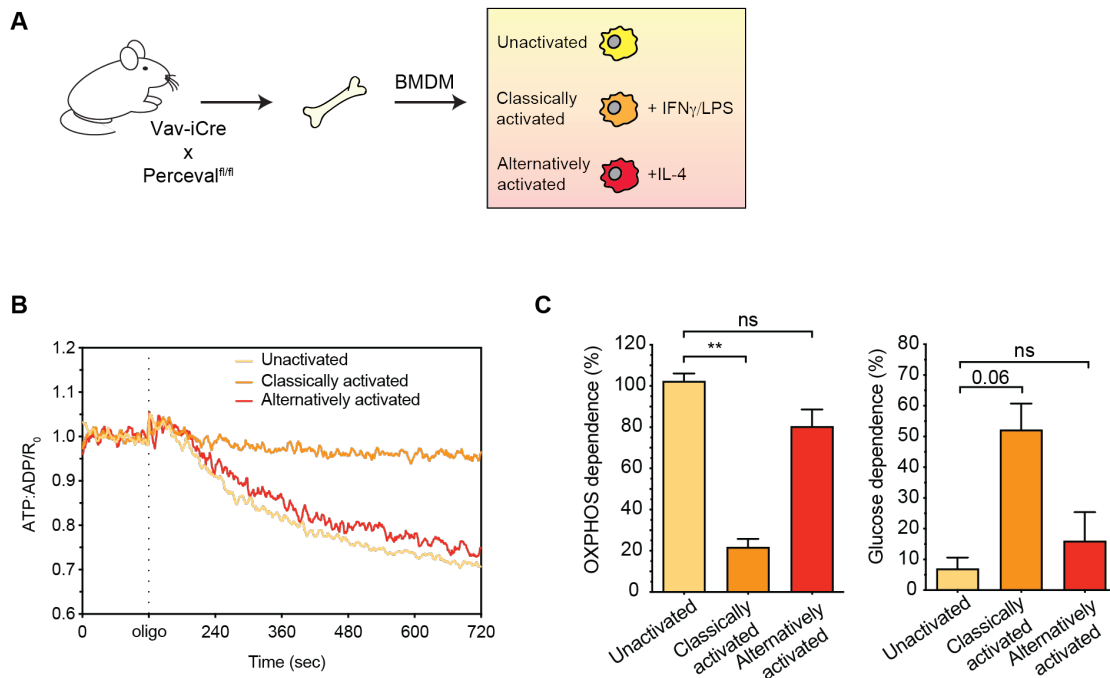 A
Vav-iCre
x
Perceval^fl/fl
BMDM
Unactivated
Classically
activated
+ IFNγ/LPS
Alternatively
activated
+IL-4
B
ATP:ADP/R₀
1.2
1.1
1.0
0.9
0.8
0.7
0.6
Unactivated
Classically activated
Alternatively activated
0 oligo 240 360 480 600 720
Time (sec)
C
OXPHOS dependence (%)
120
100
80
60
40
20
0
ns
**
Unactivated
Classically
activated
Alternatively
activated
Glucose dependence (%)
80
70
60
50
40
30
20
10
0
ns
0.06
Unactivated
Classically
activated
Alternatively
activated